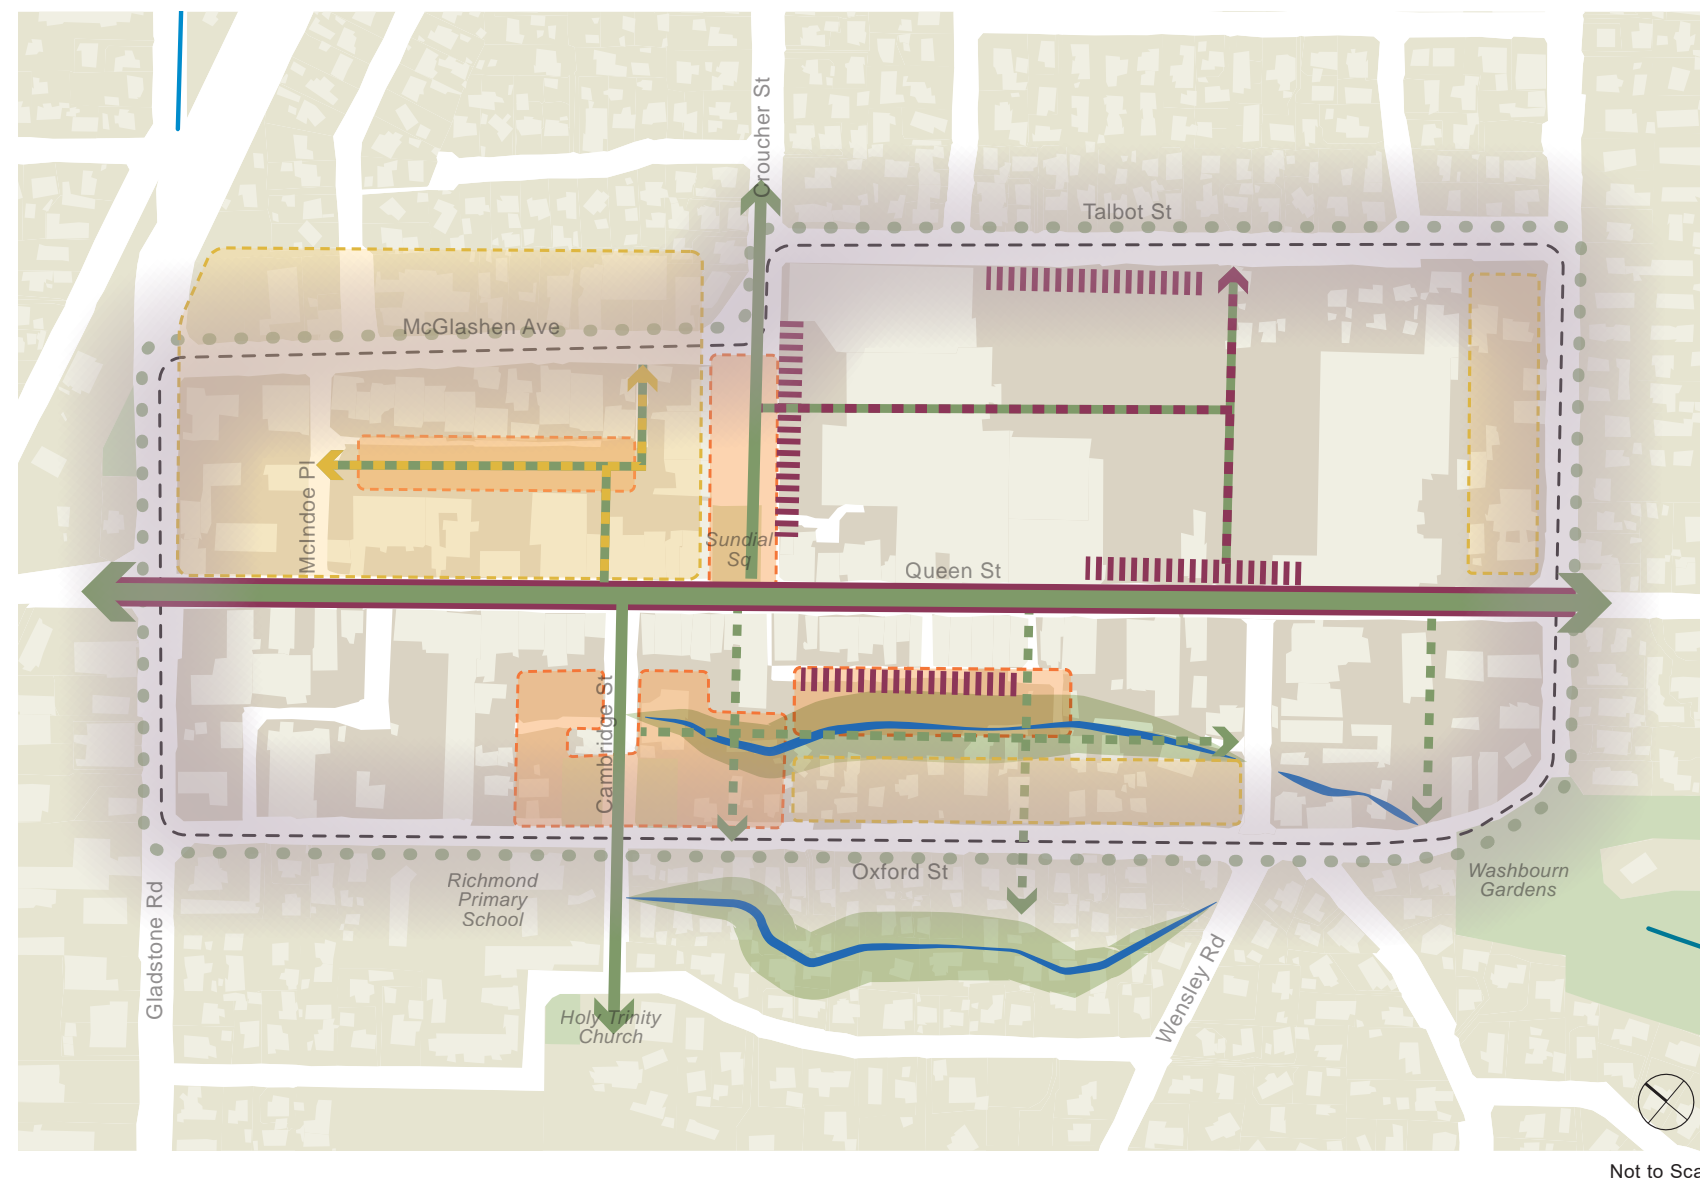 Croucher St
Talbot St
McGlashen Ave
McIndoe Pl
Sundial
Sq
Queen St
Cambridge St
Oxford St
Richmond
Primary
School
Washbourn
Gardens
Gladstone Rd
Wensley Rd
Holy Trinity
Church
Not to Sca